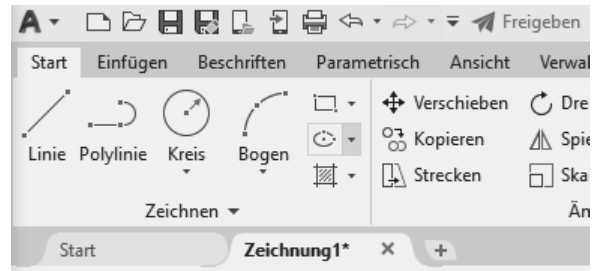 A Freigeben
Start Einfügen Beschriften Parametrisch Ansicht
Verschieben
Kopieren
Linie Polylinie Kreis Bogen
Strecken
Zeichnen
Start Zeichnung1* +